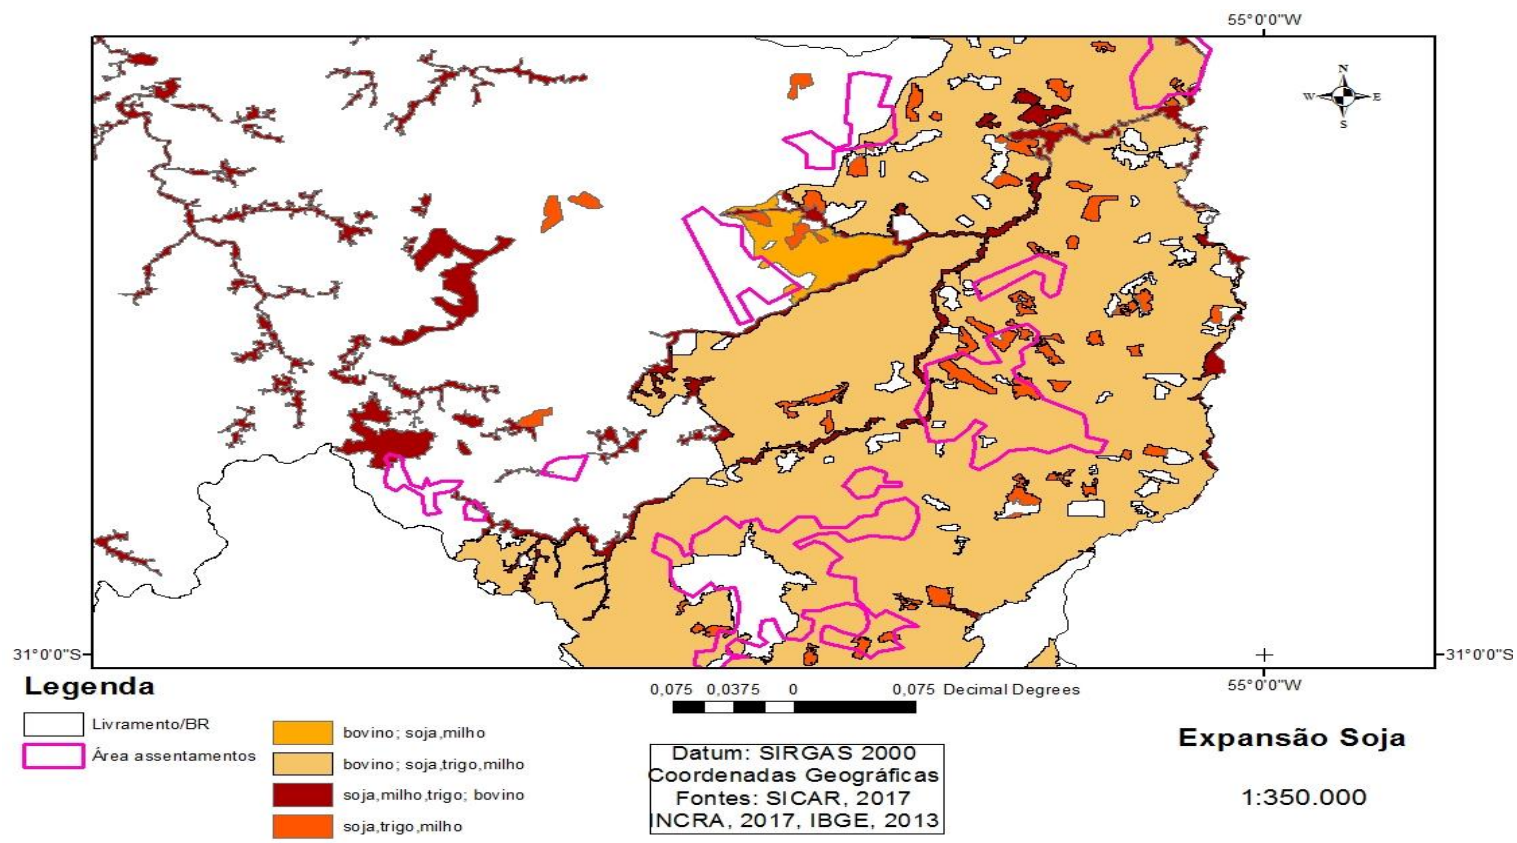 55°0'0"W
N
W E
S
31°0'0"S
31°0'0"S
55°0'0"W
Legenda
Livramento/BR
Área assentamentos
bovino; soja,milho
bovino; soja,trigo,milho
soja,milho,trigo; bovino
soja,trigo,milho
0,075 0,0375 0 0,075 Decimal Degrees
Datum: SIRGAS 2000
Coordenadas Geográficas
Fontes: SICAR, 2017
INCRA, 2017, IBGE, 2013
Expansão Soja
1:350.000